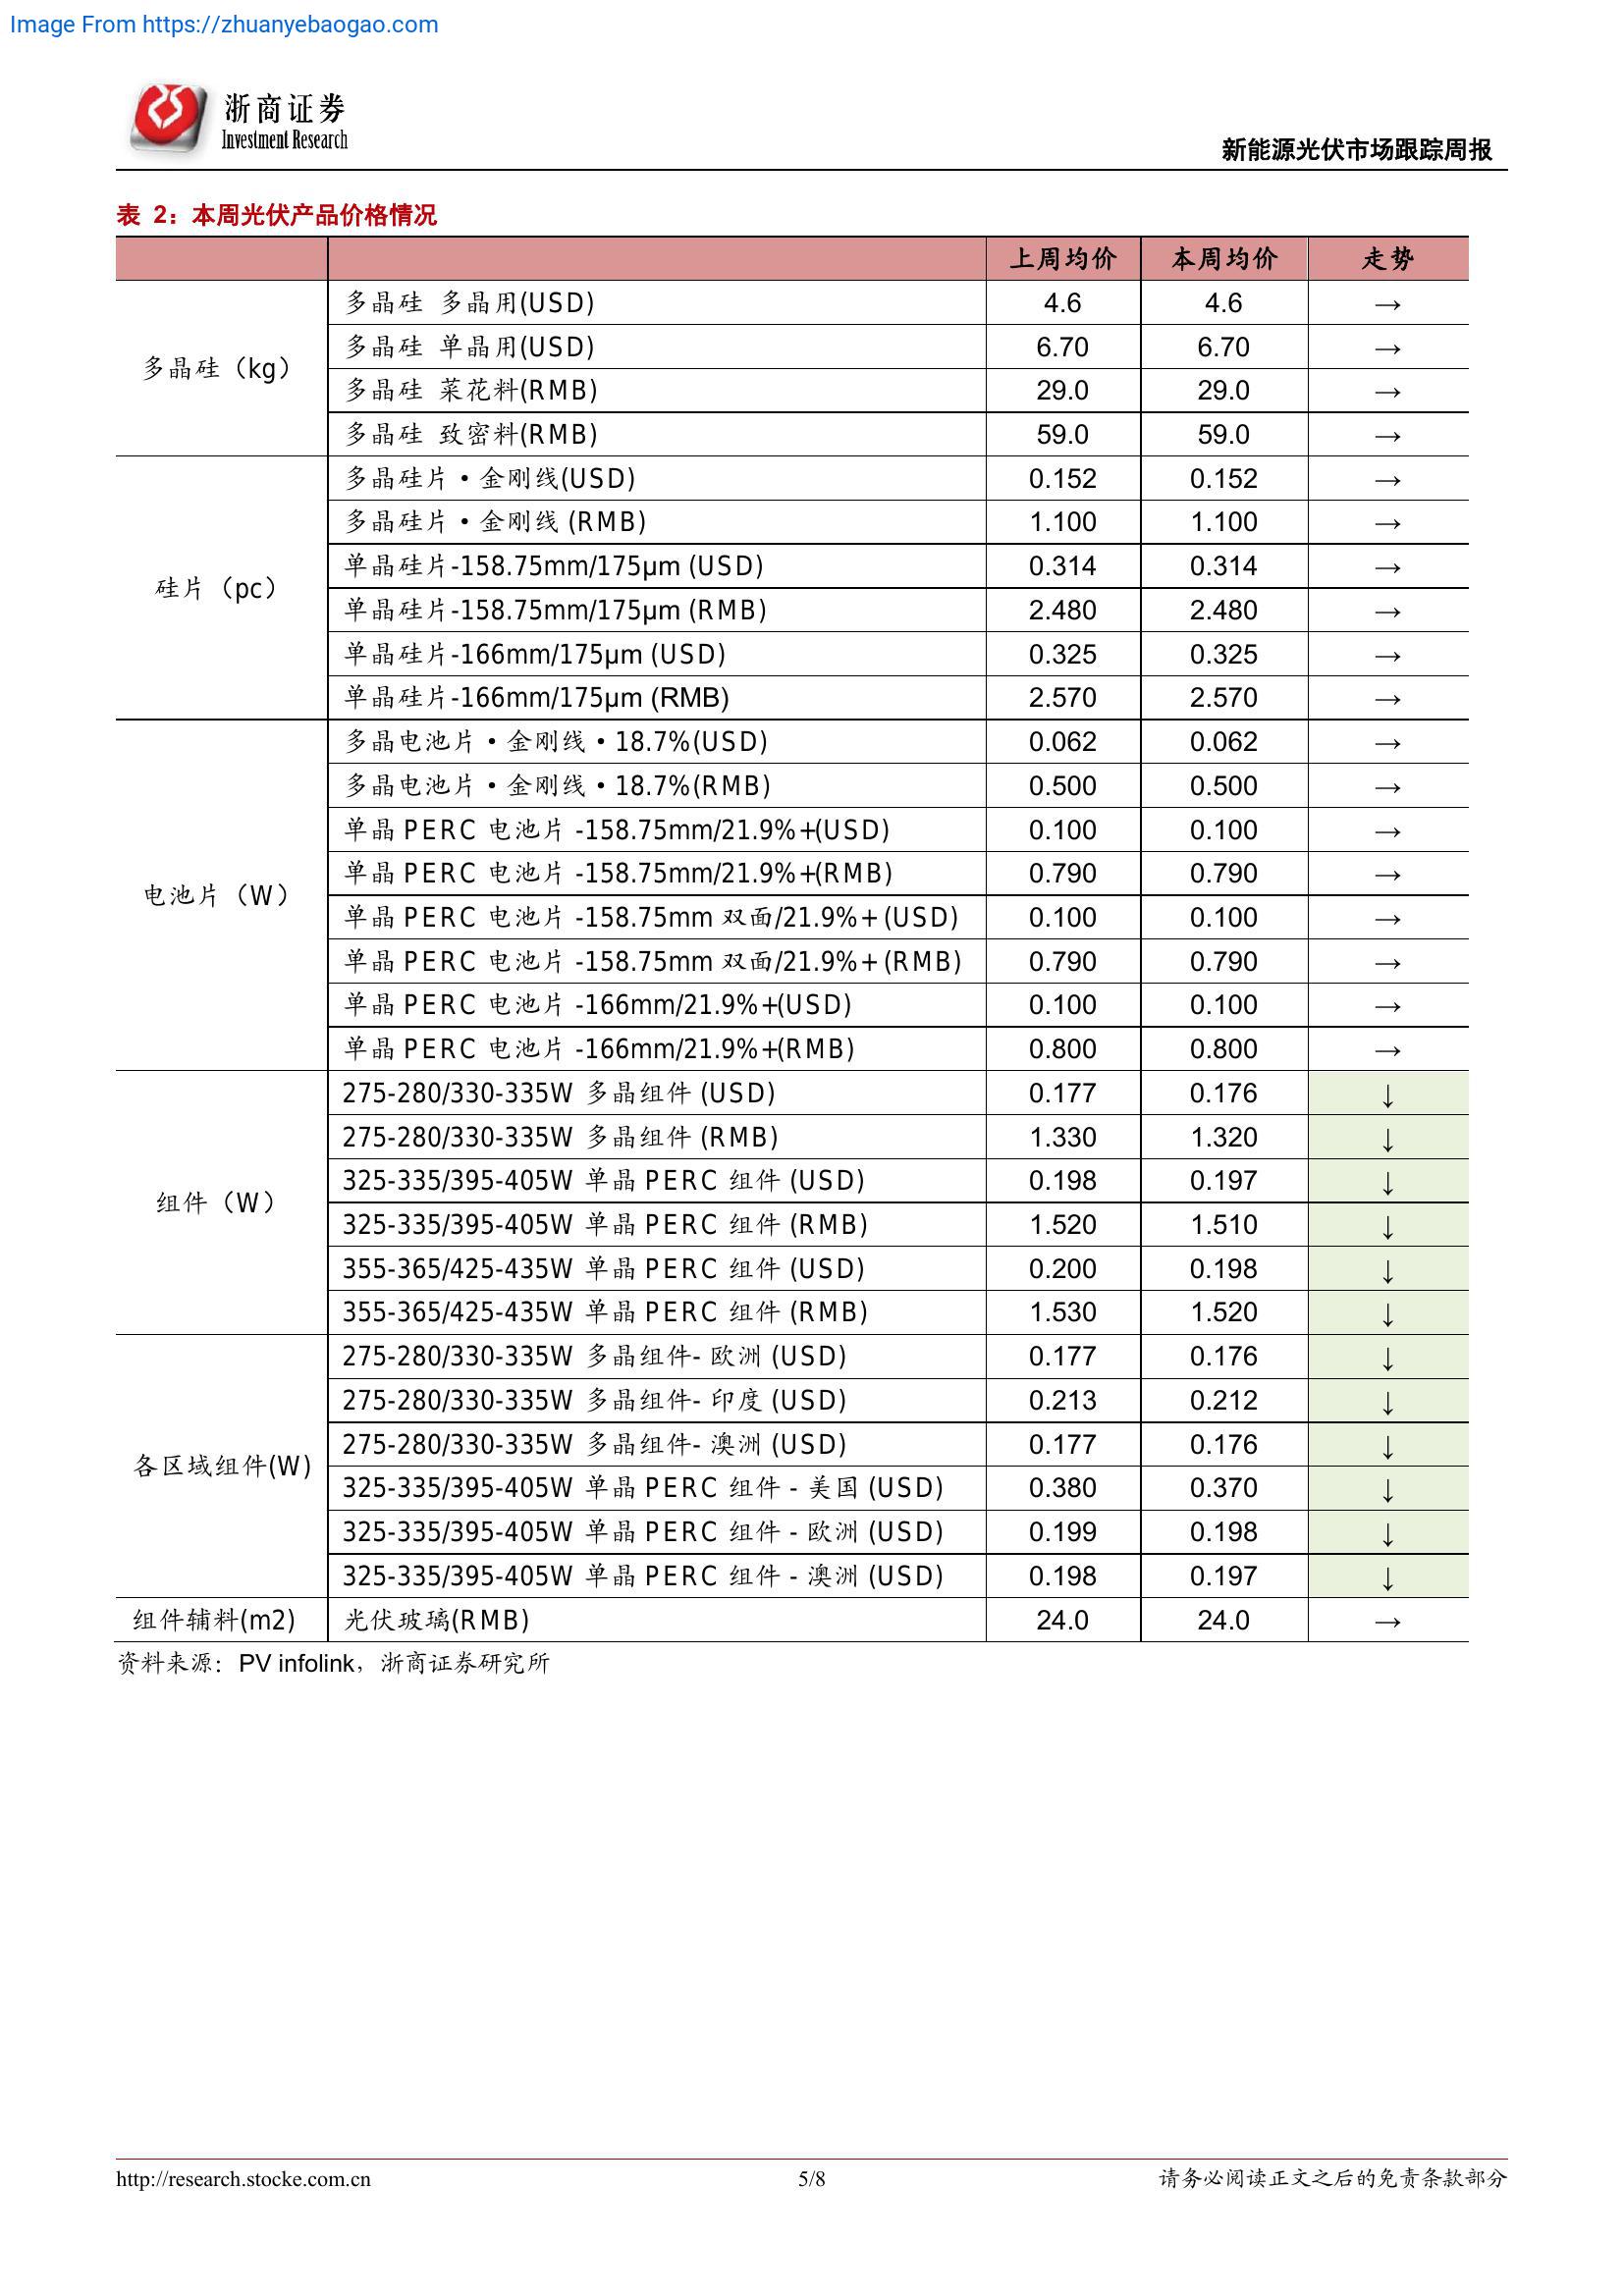 Image From https://zhuanyebaogao.com
浙商证券
Investment Research
新能源光伏市场跟踪周报
表 2：本周光伏产品价格情况
上周均价 本周均价 走势
多晶硅（kg）
多晶硅 多晶用(USD) 4.6 4.6 →
多晶硅 单晶用(USD) 6.70 6.70 →
多晶硅 菜花料(RMB) 29.0 29.0 →
多晶硅 致密料(RMB) 59.0 59.0 →
硅片（pc）
多晶硅片·金刚线(USD) 0.152 0.152 →
多晶硅片·金刚线 (RMB) 1.100 1.100 →
单晶硅片-158.75mm/175μm (USD) 0.314 0.314 →
单晶硅片-158.75mm/175μm (RMB) 2.480 2.480 →
单晶硅片-166mm/175μm (USD) 0.325 0.325 →
单晶硅片-166mm/175μm (RMB) 2.570 2.570 →
电池片（W）
多晶电池片·金刚线·18.7%(USD) 0.062 0.062 →
多晶电池片·金刚线·18.7%(RMB) 0.500 0.500 →
单晶 PERC 电池片 -158.75mm/21.9%+(USD) 0.100 0.100 →
单晶 PERC 电池片 -158.75mm/21.9%+(RMB) 0.790 0.790 →
单晶 PERC 电池片 -158.75mm 双面/21.9%+ (USD) 0.100 0.100 →
单晶 PERC 电池片 -158.75mm 双面/21.9%+ (RMB) 0.790 0.790 →
单晶 PERC 电池片 -166mm/21.9%+(USD) 0.100 0.100 →
单晶 PERC 电池片 -166mm/21.9%+(RMB) 0.800 0.800 →
组件（W）
275-280/330-335W 多晶组件 (USD) 0.177 0.176 ↓
275-280/330-335W 多晶组件 (RMB) 1.330 1.320 ↓
325-335/395-405W 单晶 PERC 组件 (USD) 0.198 0.197 ↓
325-335/395-405W 单晶 PERC 组件 (RMB) 1.520 1.510 ↓
355-365/425-435W 单晶 PERC 组件 (USD) 0.200 0.198 ↓
355-365/425-435W 单晶 PERC 组件 (RMB) 1.530 1.520 ↓
各区域组件(W)
275-280/330-335W 多晶组件- 欧洲 (USD) 0.177 0.176 ↓
275-280/330-335W 多晶组件- 印度 (USD) 0.213 0.212 ↓
275-280/330-335W 多晶组件- 澳洲 (USD) 0.177 0.176 ↓
325-335/395-405W 单晶 PERC 组件 - 美国 (USD) 0.380 0.370 ↓
325-335/395-405W 单晶 PERC 组件 - 欧洲 (USD) 0.199 0.198 ↓
325-335/395-405W 单晶 PERC 组件 - 澳洲 (USD) 0.198 0.197 ↓
组件辅料(m2) 光伏玻璃(RMB) 24.0 24.0 →
资料来源：PV infolink，浙商证券研究所
http://research.stocke.com.cn 5/8 请务必阅读正文之后的免责条款部分